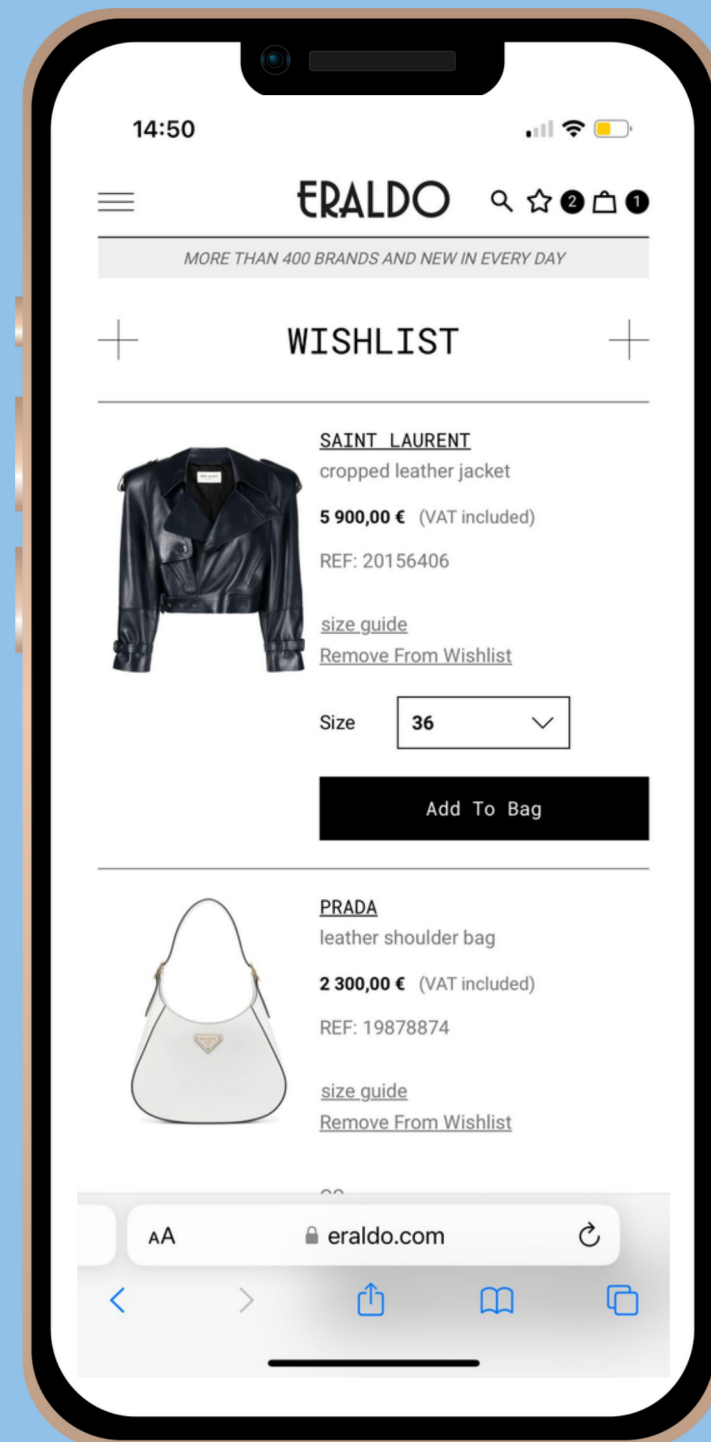 14:50
ERALDO 2 1
MORE THAN 400 BRANDS AND NEW IN EVERY DAY
WISHLIST
SAINT LAURENT
cropped leather jacket
5 900,00 € (VAT included)
REF: 20156406
size guide
Remove From Wishlist
Size 36
Add To Bag
PRADA
leather shoulder bag
2 300,00 € (VAT included)
REF: 19878874
size guide
Remove From Wishlist
AA eraldo.com